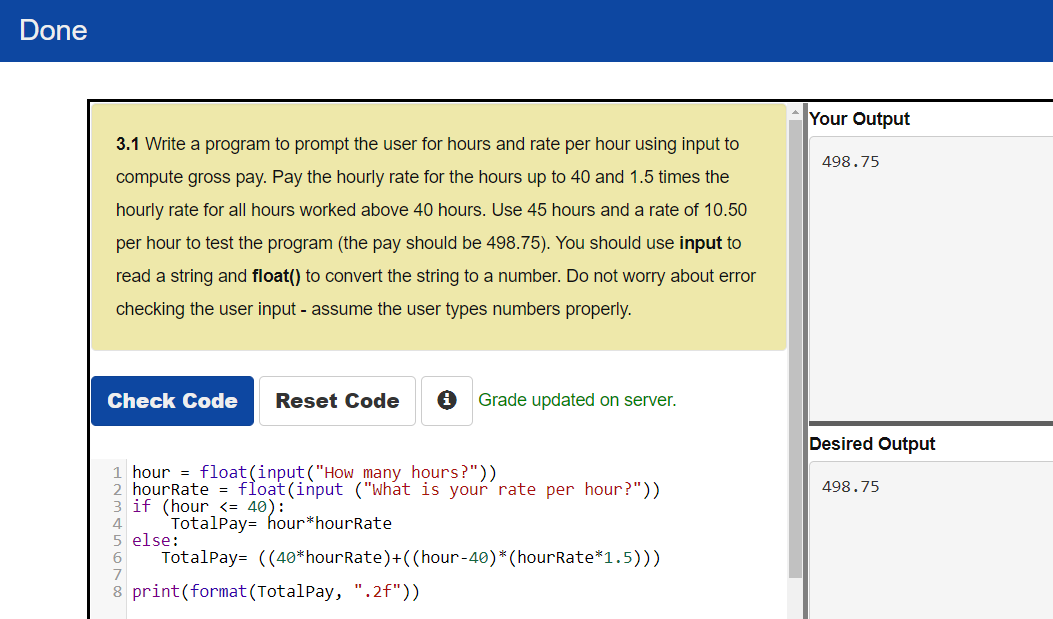 Done
3.1 Write a program to prompt the user for hours and rate per hour using input to
compute gross pay. Pay the hourly rate for the hours up to 40 and 1.5 times the
hourly rate for all hours worked above 40 hours. Use 45 hours and a rate of 10.50
per hour to test the program (the pay should be 498.75). You should use input to
read a string and float() to convert the string to a number. Do not worry about error
checking the user input - assume the user types numbers properly.
Check Code Reset Code Grade updated on server.
1 hour = float(input("How many hours?"))
2 hourRate = float(input ("What is your rate per hour?"))
3 if (hour <= 40):
4     TotalPay= hour*hourRate
5 else:
6    TotalPay= ((40*hourRate)+((hour-40)*(hourRate*1.5)))
7
8 print(format(TotalPay, ".2f"))
Your Output
498.75
Desired Output
498.75